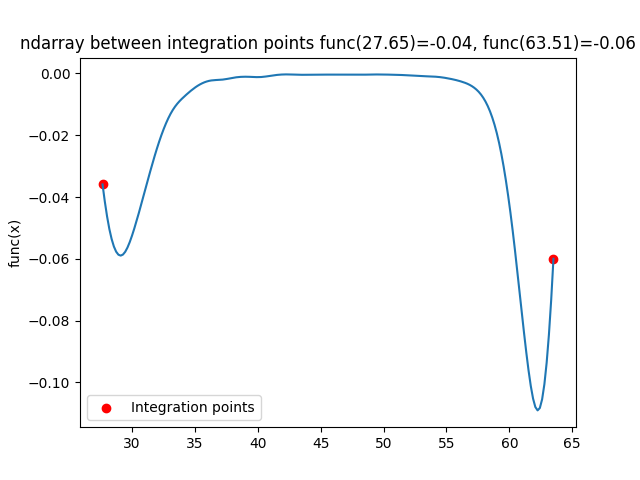 ndarray between integration points func(27.65)=-0.04, func(63.51)=-0.06
0.00
−0.02
−0.04
−0.06
−0.08
−0.10
func(x)
Integration points
30 35 40 45 50 55 60 65